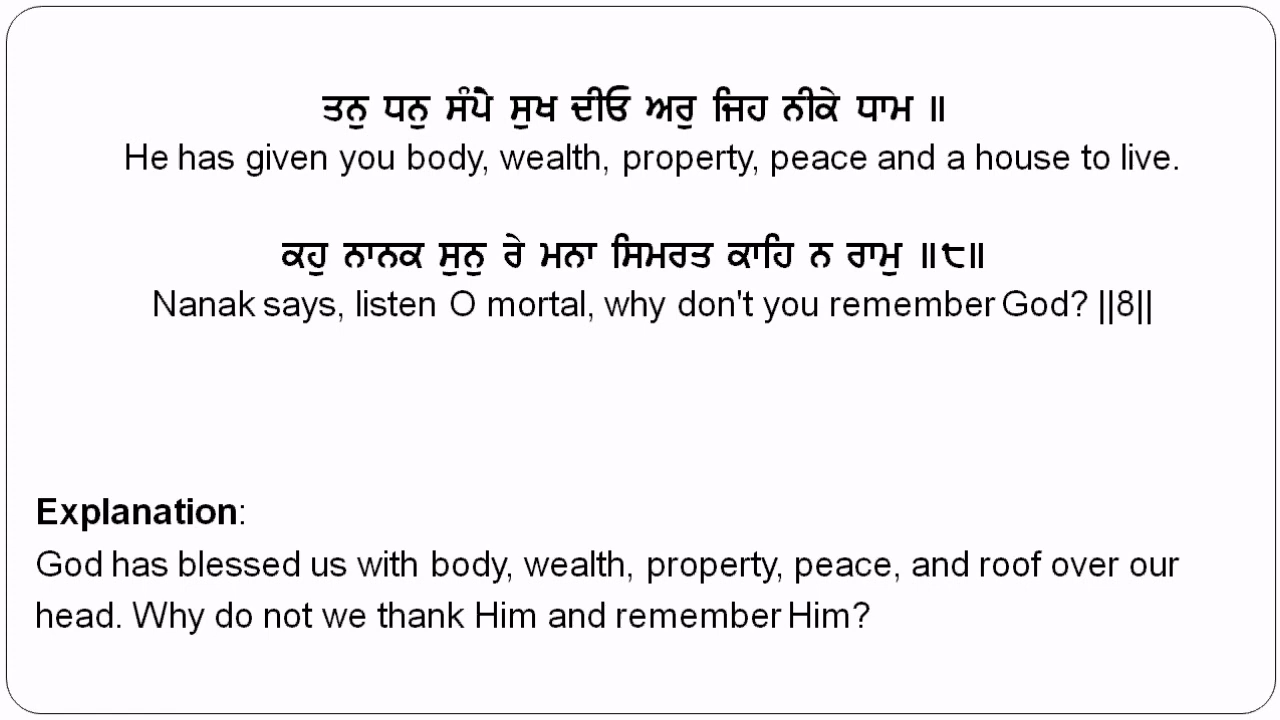 ਤਨੁ ਧਨੁ ਸੰਪੈ ਸੁਖ ਦੀਓ ਅਰੁ ਜਿਹ ਨੀਕੇ ਧਾਮ ॥
He has given you body, wealth, property, peace and a house to live.
ਕਹੁ ਨਾਨਕ ਸੁਨੁ ਰੇ ਮਨਾ ਸਿਮਰਤ ਕਾਹਿ ਨ ਰਾਮੁ ॥੮॥
Nanak says, listen O mortal, why don't you remember God? ||8||
Explanation:
God has blessed us with body, wealth, property, peace, and roof over our
head. Why do not we thank Him and remember Him?